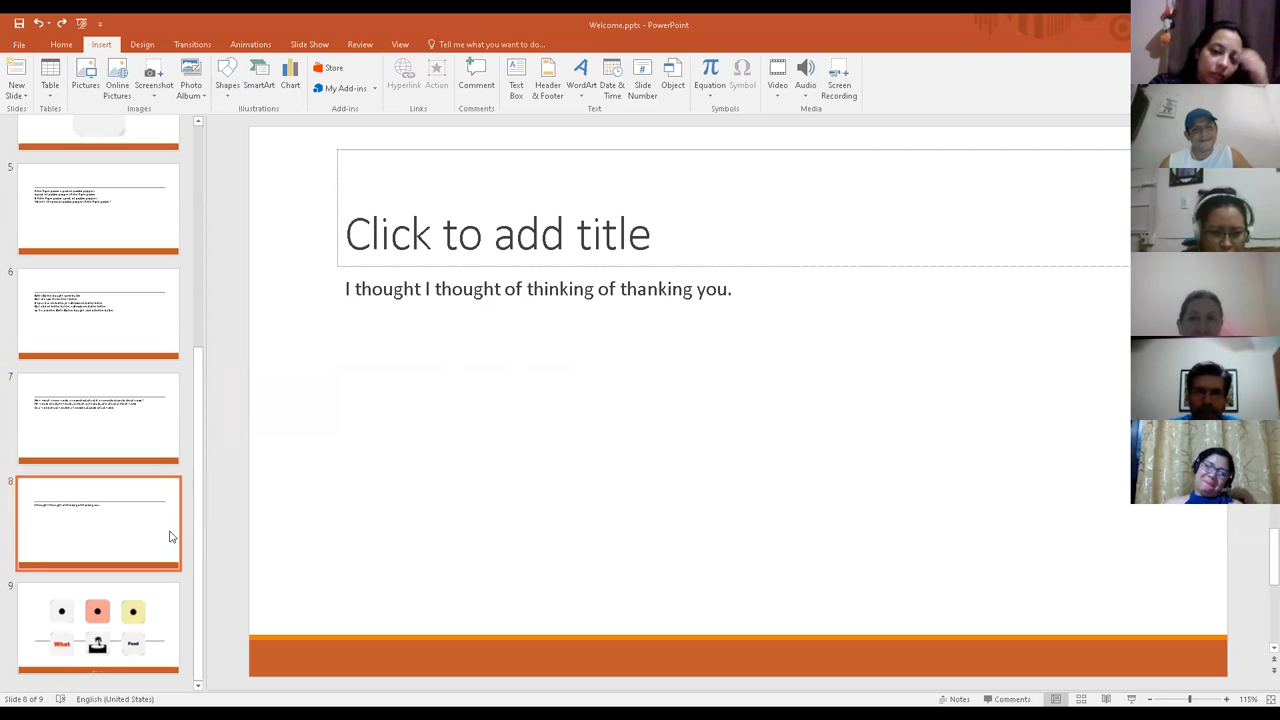 Welcome.pptx - PowerPoint
File Home Insert Design Transitions Animations Slide Show Review View Tell me what you want to do...
New Slide
Table
Pictures
Online Pictures
Screenshot
Photo Album
Shapes
SmartArt
Chart
Store
My Add-ins
Hyperlink
Action
Comment
Text Box
Header & Footer
WordArt
Date & Time
Slide Number
Object
Equation
Symbol
Video
Audio
Screen Recording
Slides Tables Images Illustrations Add-ins Links Comments Text Symbols Media
5
6
7
8
9
What
Food
Click to add title
I thought I thought of thinking of thanking you.
Slide 8 of 9 English (United States) Notes Comments 115%